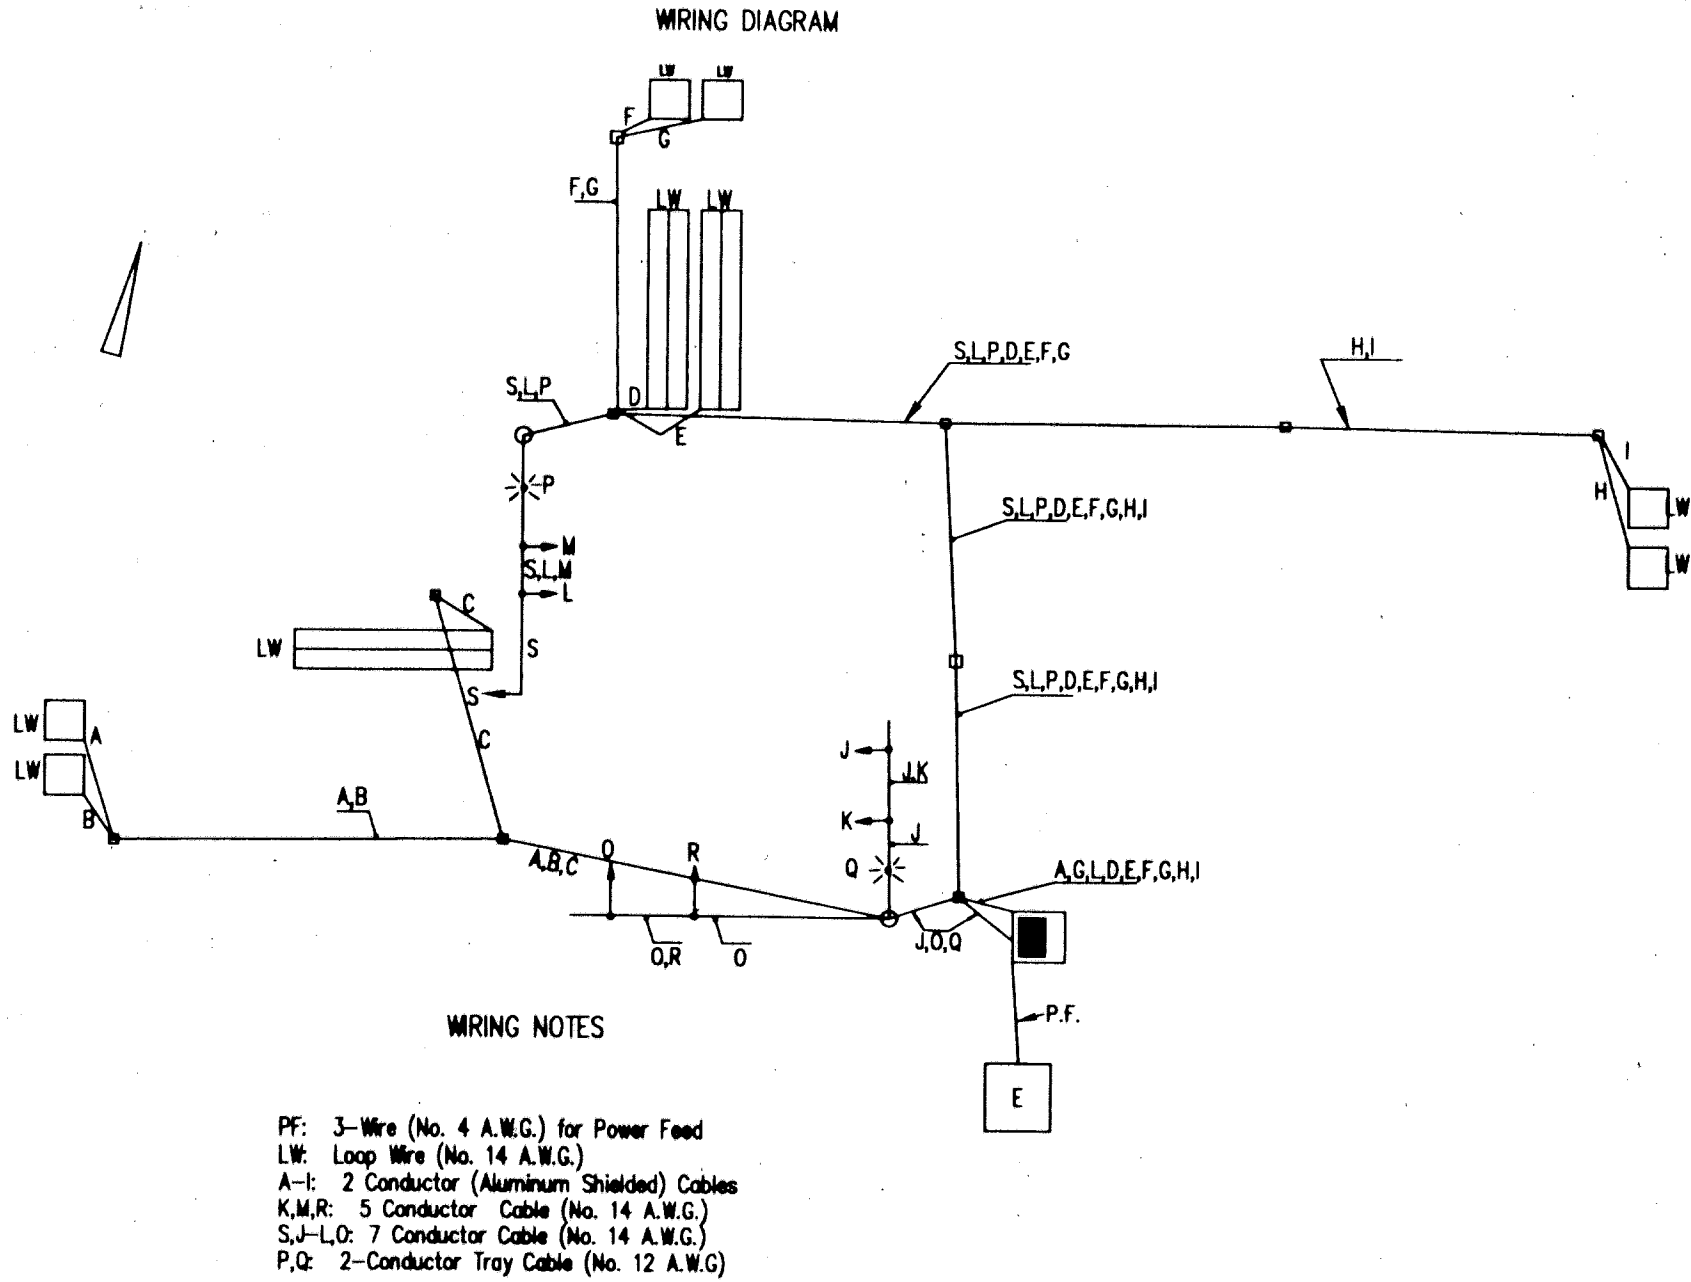 WIRING DIAGRAM
LW LW
F
G
F,G
LW LW
S,L,P,D,E,F,G
H,I
S,L,P
D
E
I
H
P
LW
S,L,P,D,E,F,G,H,I
M
S,L,M
LW
L
C
LW
S
S,L,P,D,E,F,G,H,I
S
LW
A
C
J
LW
J,K
A,B
B
K
J
O
R
A,B,C
Q
A,G,L,D,E,F,G,H,I
J,O,Q
O,R
O
P.F.
WIRING NOTES
E
PF: 3-Wire (No. 4 A.W.G.) for Power Feed
LW: Loop Wire (No. 14 A.W.G.)
A-I: 2 Conductor (Aluminum Shielded) Cables
K,M,R: 5 Conductor Cable (No. 14 A.W.G.)
S,J-L,O: 7 Conductor Cable (No. 14 A.W.G.)
P,Q: 2-Conductor Tray Cable (No. 12 A.W.G)